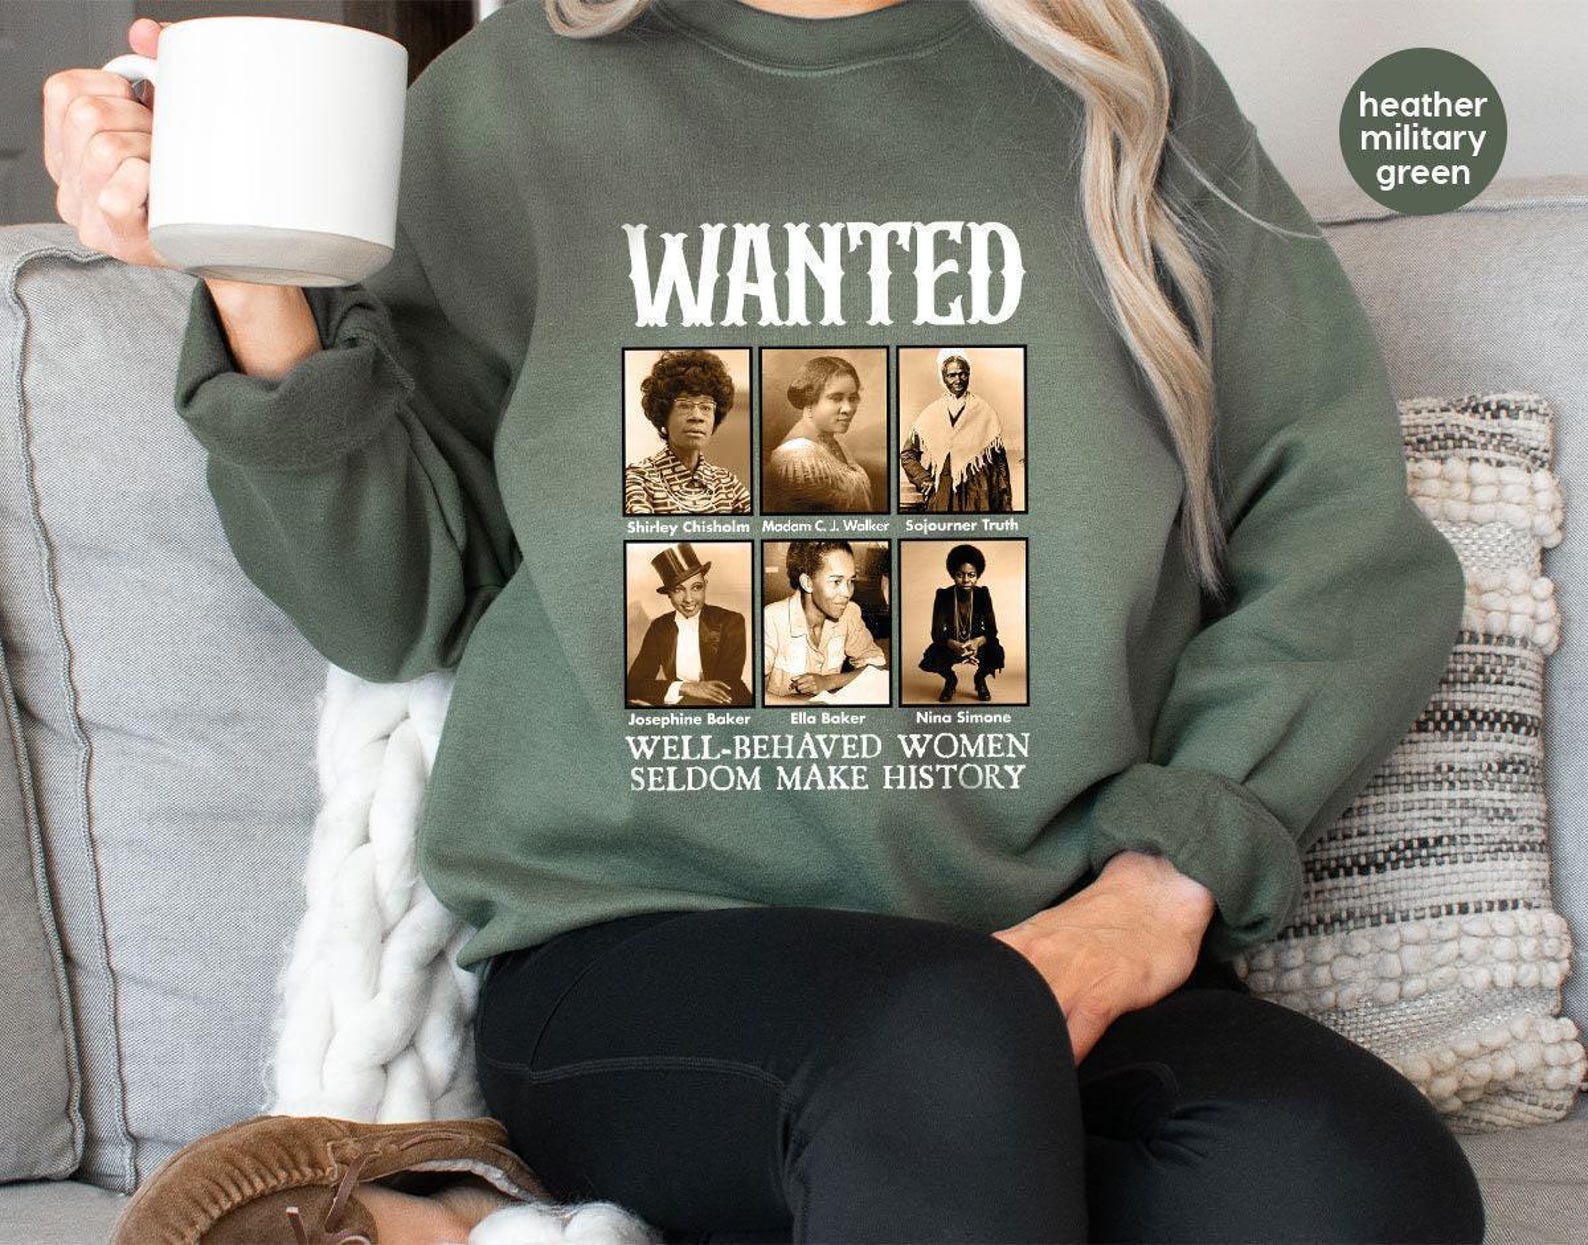 heather
military
green
WANTED
Shirley Chisholm Madam C. J. Walker Sojourner Truth
Josephine Baker Ella Baker Nina Simone
WELL-BEHAVED WOMEN
SELDOM MAKE HISTORY